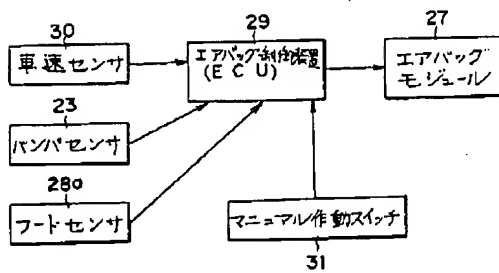 30
車速センサ
23
バンパセンサ
28a
フードセンサ
29
エアバッグ制御装置
(ECU)
27
エアバッグ
モジュール
マニュアル作動スイッチ
31